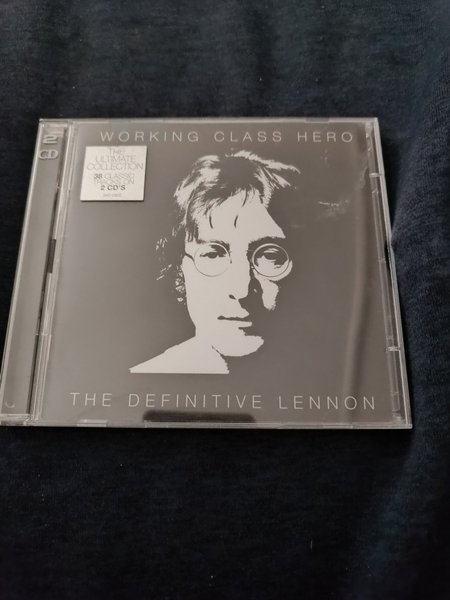 2
CD
WORKING CLASS HERO
THE
ULTIMATE
COLLECTION
38 CLASSIC
TRACKS ON
2 CD'S
THE DEFINITIVE LENNON